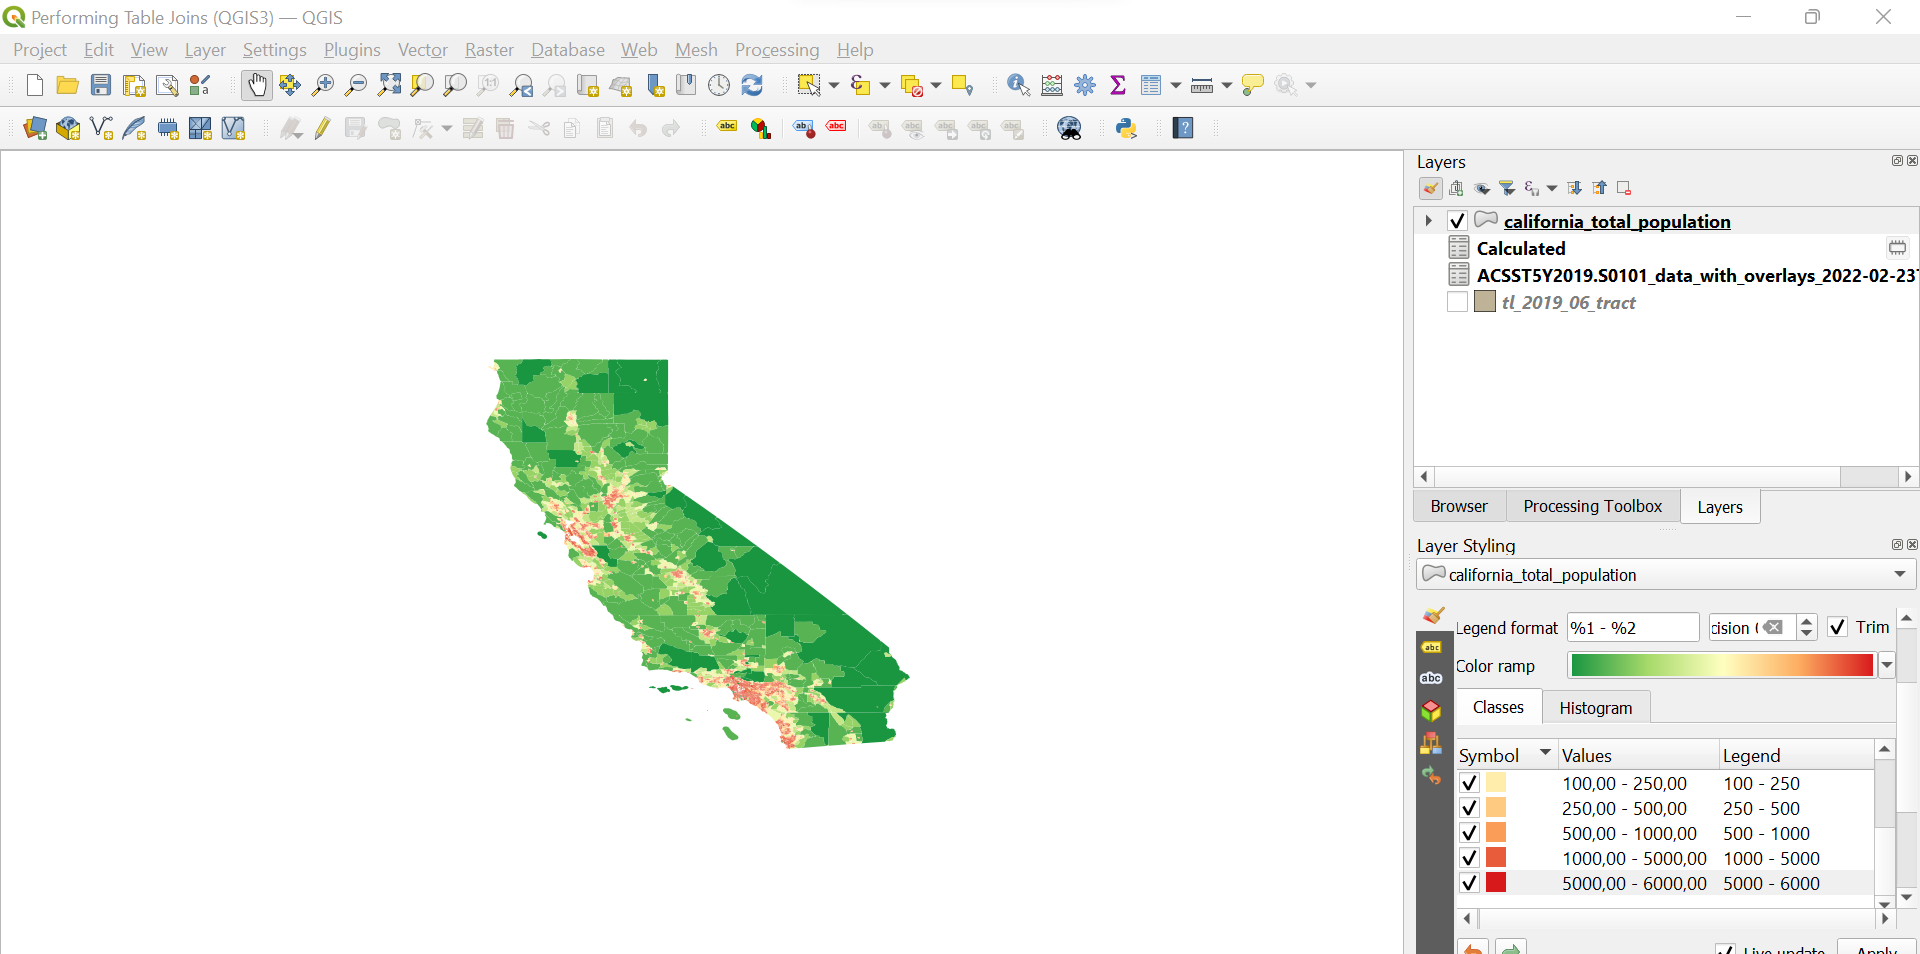 Performing Table Joins (QGIS3) — QGIS
Project Edit View Layer Settings Plugins Vector Raster Database Web Mesh Processing Help
Layers
california_total_population
Calculated
ACSST5Y2019.S0101_data_with_overlays_2022-02-23
tl_2019_06_tract
Browser Processing Toolbox Layers
Layer Styling
california_total_population
Legend format %1 - %2 cision Trim
Color ramp
Classes Histogram
Symbol Values Legend
100,00 - 250,00 100 - 250
250,00 - 500,00 250 - 500
500,00 - 1000,00 500 - 1000
1000,00 - 5000,00 1000 - 5000
5000,00 - 6000,00 5000 - 6000
Live update Apply